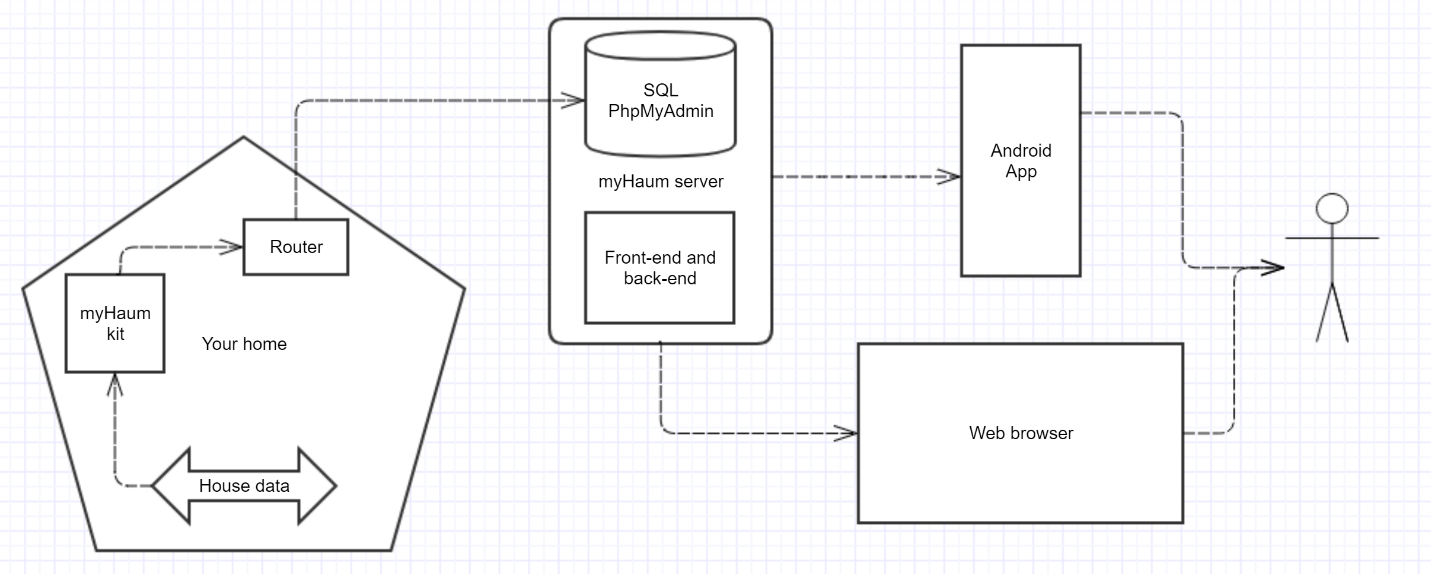 SQL
PhpMyAdmin
myHaum server
Front-end and
back-end
Android
App
Router
myHaum
kit
Your home
House data
Web browser